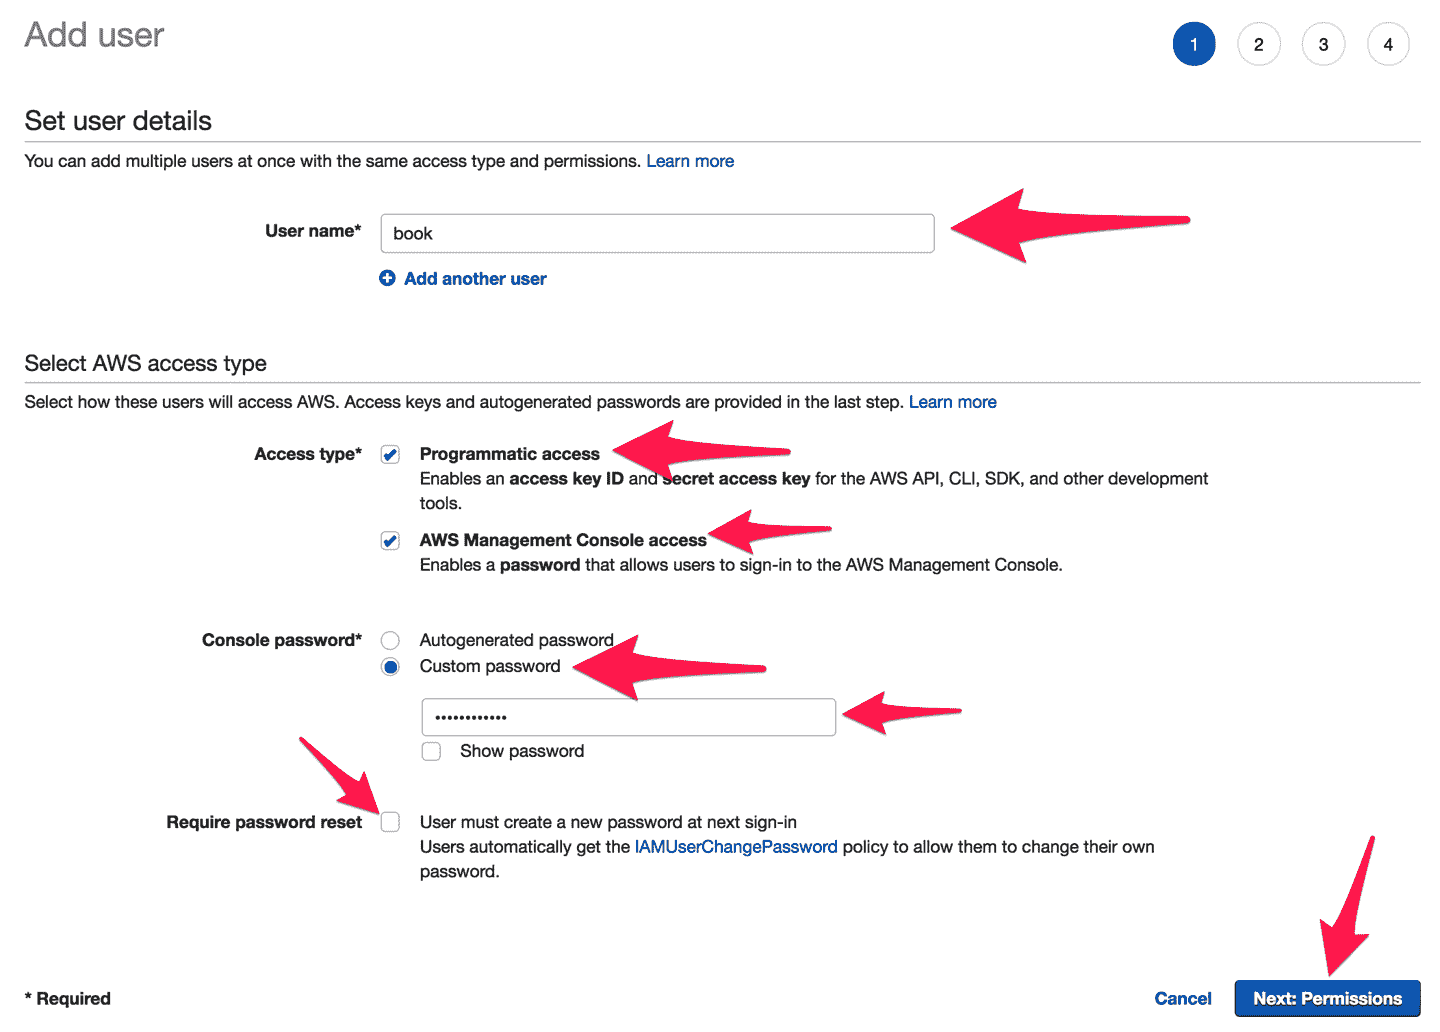 Add user
1 2 3 4
Set user details
You can add multiple users at once with the same access type and permissions. Learn more
User name* book
Add another user
Select AWS access type
Select how these users will access AWS. Access keys and autogenerated passwords are provided in the last step. Learn more
Access type* Programmatic access
Enables an access key ID and secret access key for the AWS API, CLI, SDK, and other development
tools.
AWS Management Console access
Enables a password that allows users to sign-in to the AWS Management Console.
Console password* Autogenerated password
Custom password
••••••••••••
Show password
Require password reset User must create a new password at next sign-in
Users automatically get the IAMUserChangePassword policy to allow them to change their own
password.
* Required Cancel Next: Permissions